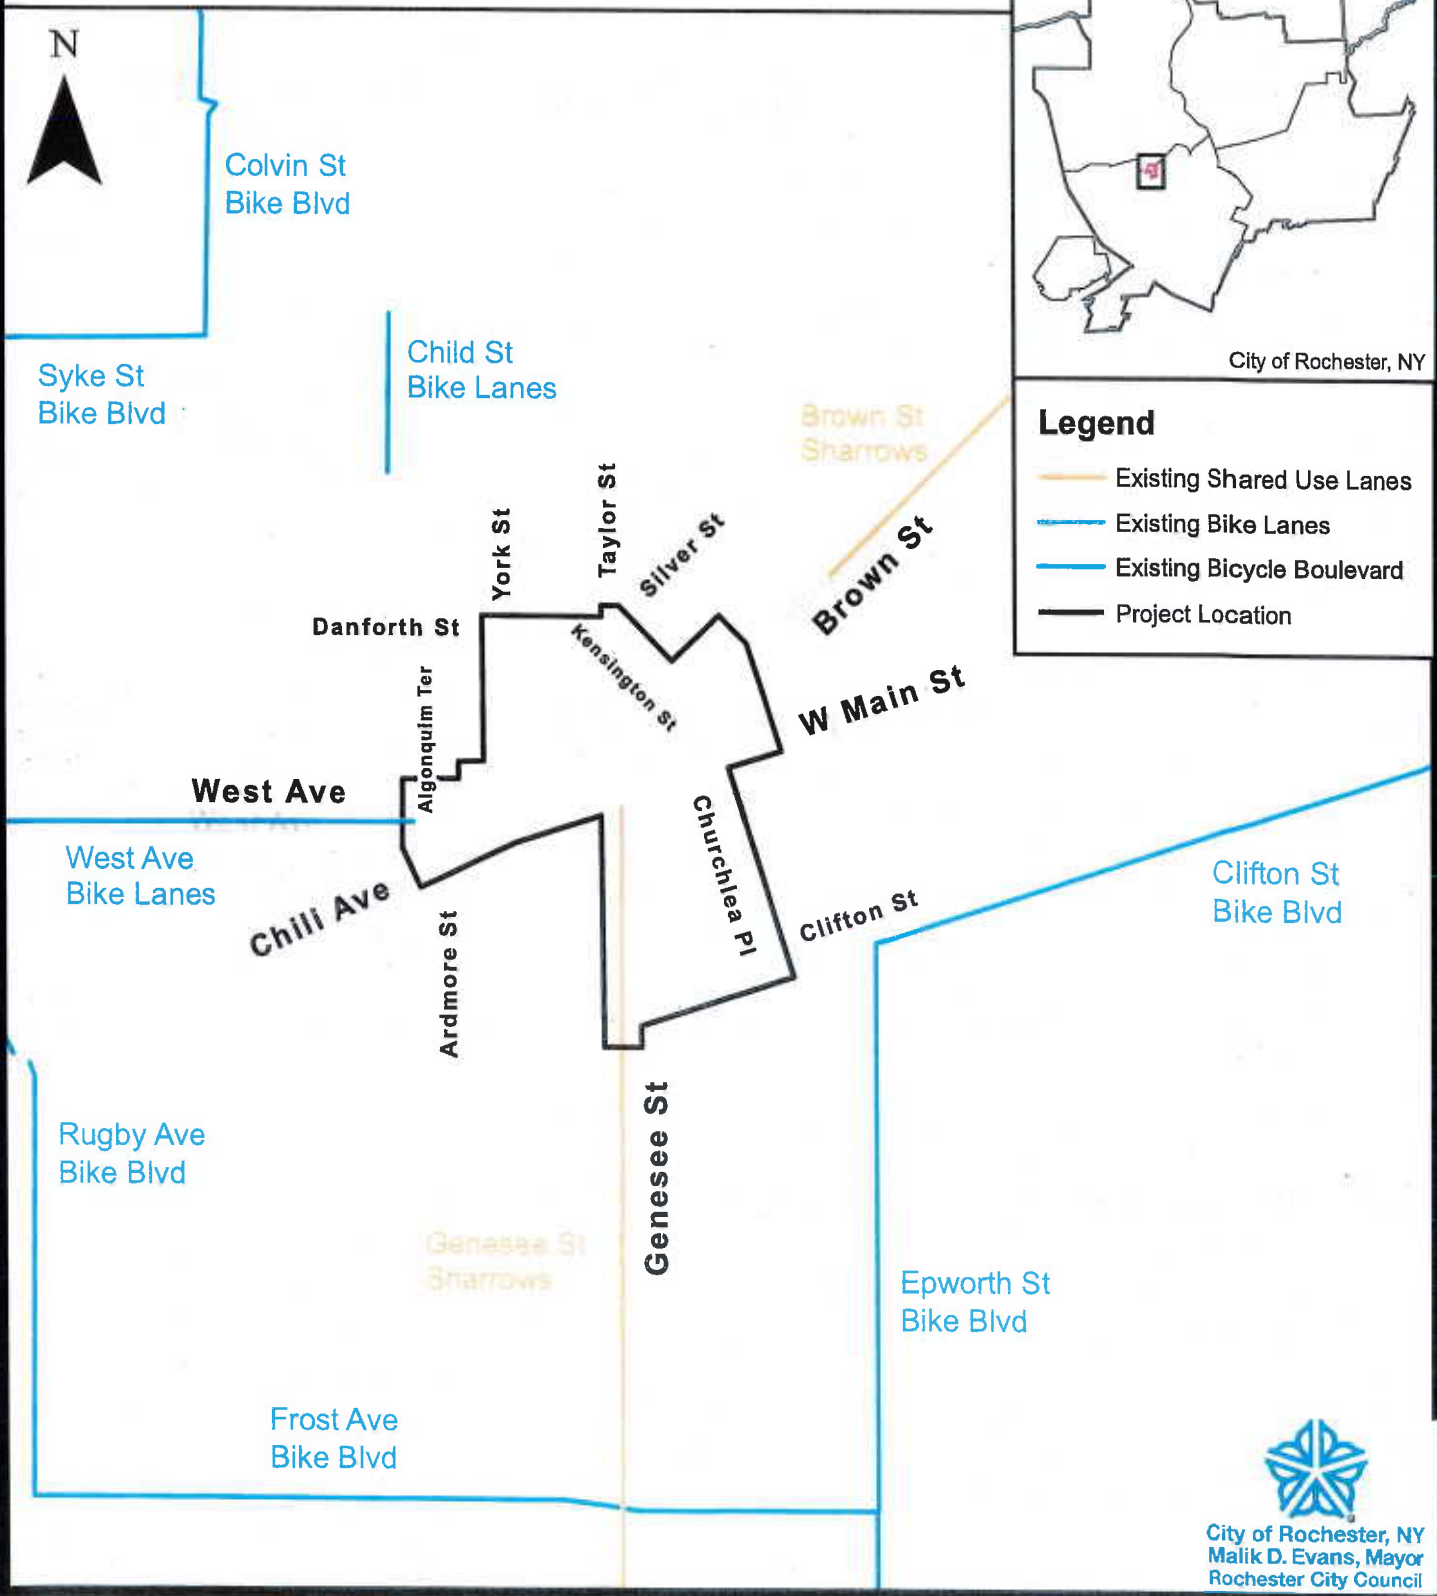 N
Colvin St
Bike Blvd
Syke St
Bike Blvd
Child St
Bike Lanes
City of Rochester, NY
Legend
Existing Shared Use Lanes
Existing Bike Lanes
Existing Bicycle Boulevard
Project Location
Brown St
Sharrows
Taylor St
York St
Silver St
Brown St
Danforth St
Kensington St
Algonquim Ter
W Main St
West Ave
West Ave
West Ave
Bike Lanes
Churchlea Pl
Chili Ave
Ardmore St
Clifton St
Clifton St
Bike Blvd
Rugby Ave
Bike Blvd
Genesee St
Genesee St
Sharrows
Epworth St
Bike Blvd
Frost Ave
Bike Blvd
City of Rochester, NY
Malik D. Evans, Mayor
Rochester City Council